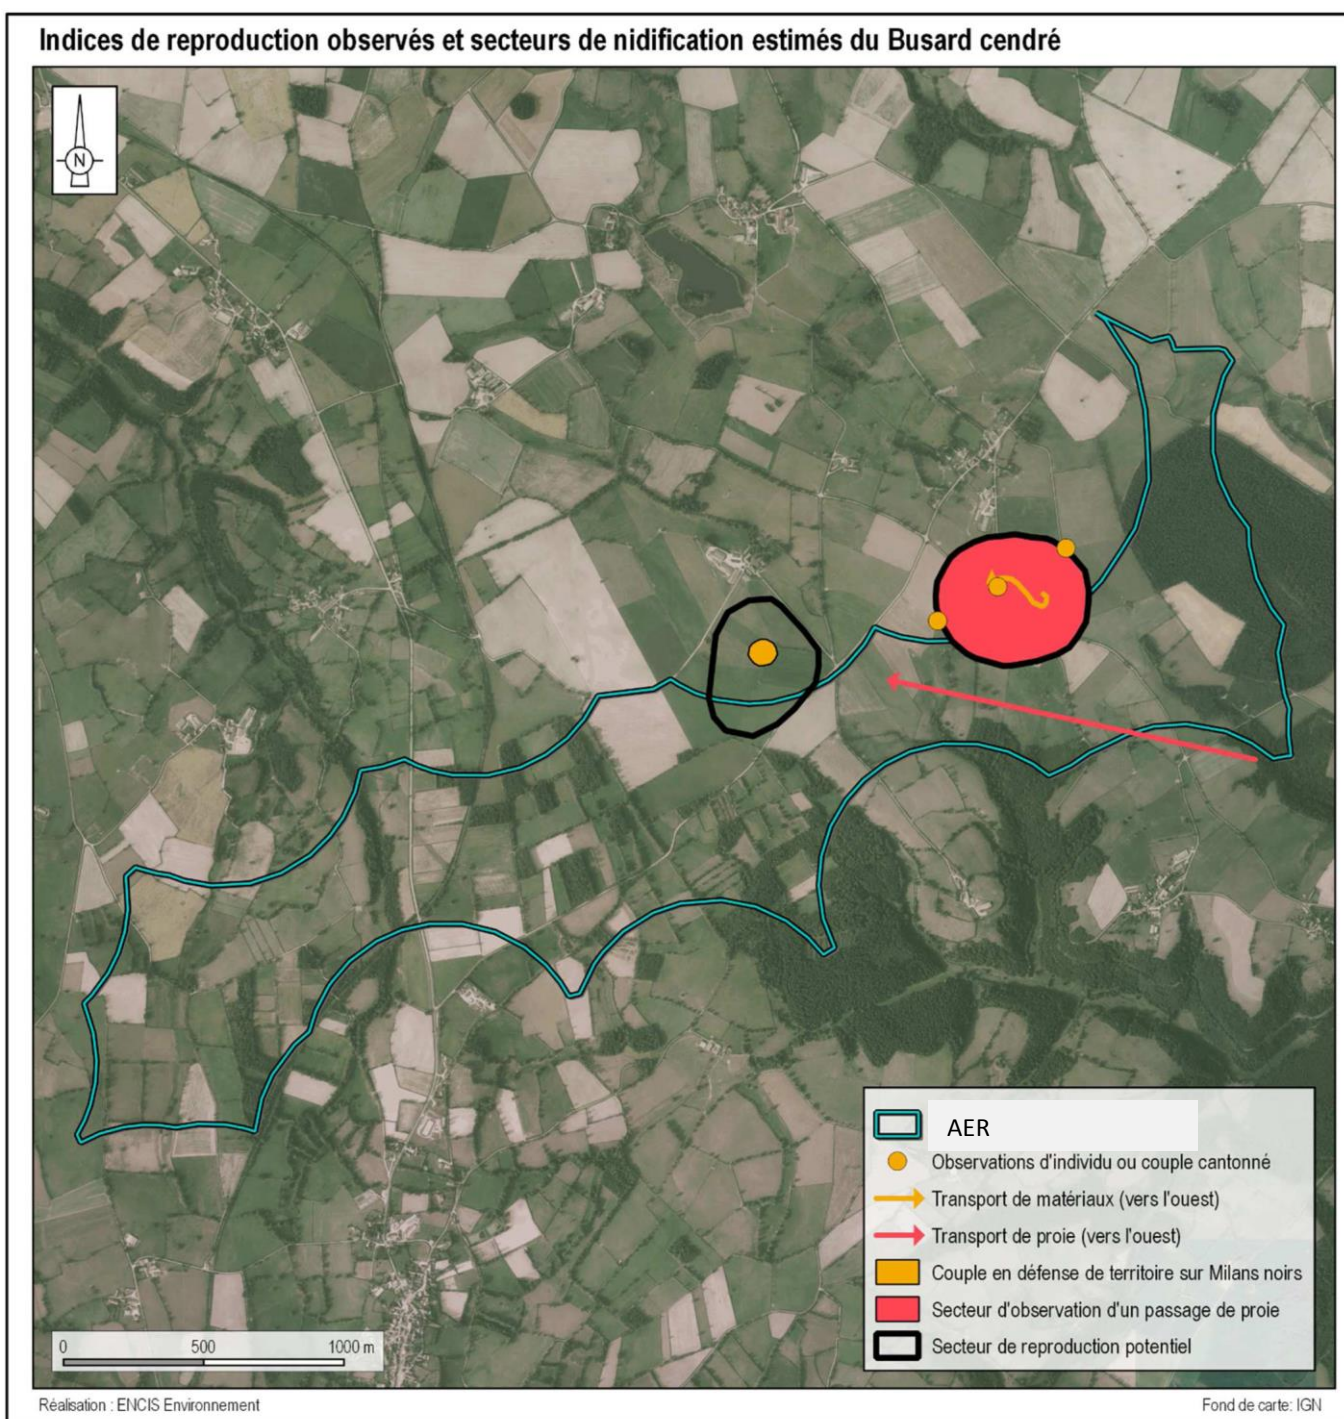 Indices de reproduction observés et secteurs de nidification estimés du Busard cendré
N
AER
Observations d'individu ou couple cantonné
Transport de matériaux (vers l'ouest)
Transport de proie (vers l'ouest)
Couple en défense de territoire sur Milans noirs
Secteur d'observation d'un passage de proie
Secteur de reproduction potentiel
0 500 1000 m
Réalisation : ENCIS Environnement
Fond de carte: IGN